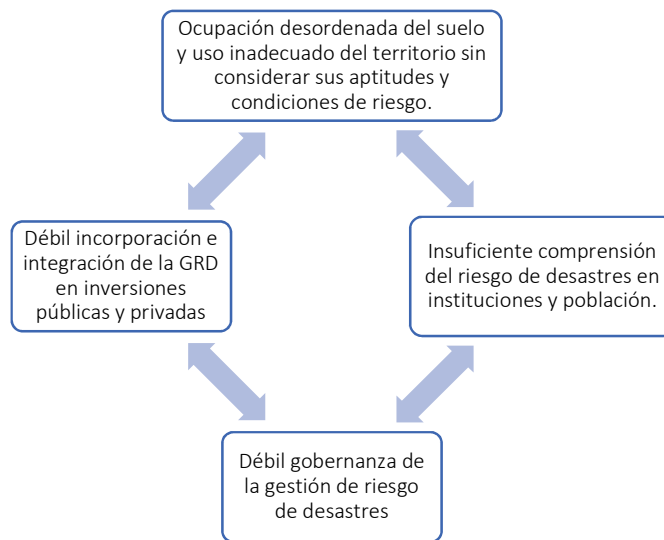 Ocupación desordenada del suelo
y uso inadecuado del territorio sin
considerar sus aptitudes y
condiciones de riesgo.
Débil incorporación e
integración de la GRD
en inversiones
públicas y privadas
Insuficiente comprensión
del riesgo de desastres en
instituciones y población.
Débil gobernanza de
la gestión de riesgo
de desastres